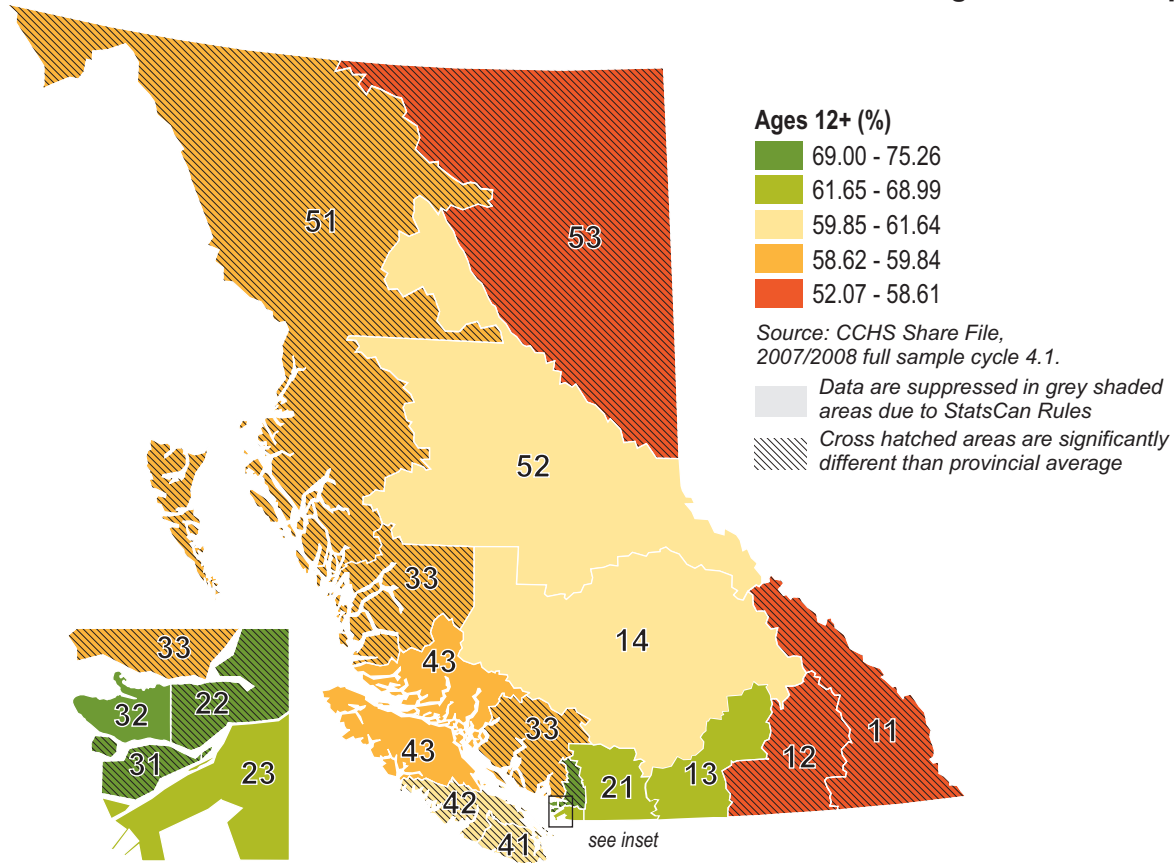 Ages 12+ (%)
69.00 - 75.26
61.65 - 68.99
59.85 - 61.64
58.62 - 59.84
52.07 - 58.61
Source: CCHS Share File,
2007/2008 full sample cycle 4.1.
Data are suppressed in grey shaded
areas due to StatsCan Rules
Cross hatched areas are significantly
different than provincial average
51
53
52
33
14
43
33
43
42
41
21
13
12
11
see inset
33
32
22
31
23